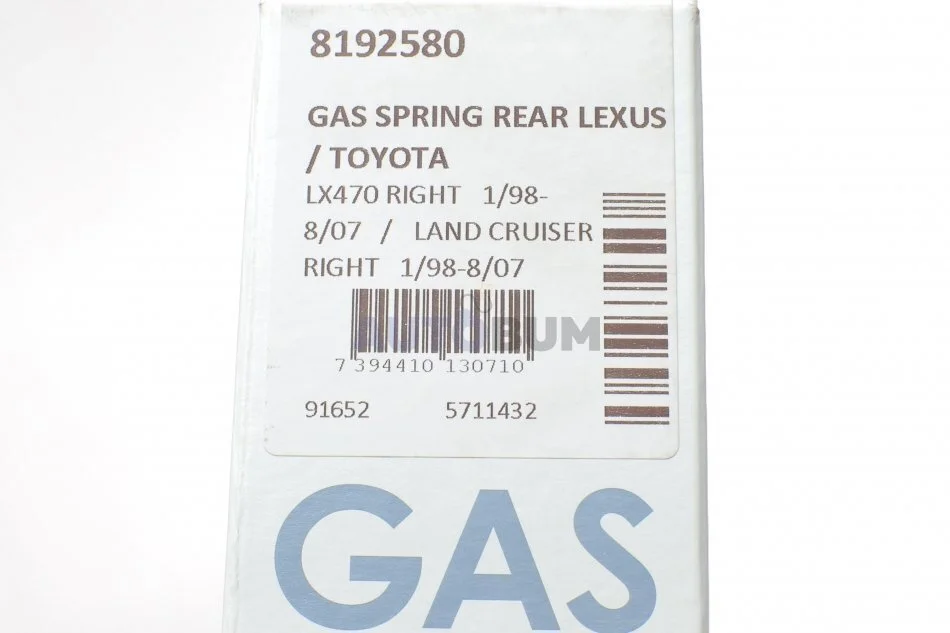 8192580
GAS SPRING REAR LEXUS
/ TOYOTA
LX470 RIGHT 1/98-
8/07 / LAND CRUISER
RIGHT 1/98-8/07
AUTOBUM
7 394410 130710
91652 5711432
GAS